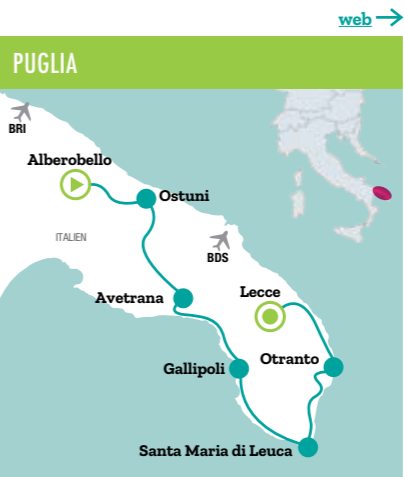 web
PUGLIA
BRI
Alberobello
Ostuni
ITALIEN
BDS
Avetrana
Lecce
Gallipoli
Otranto
Santa Maria di Leuca